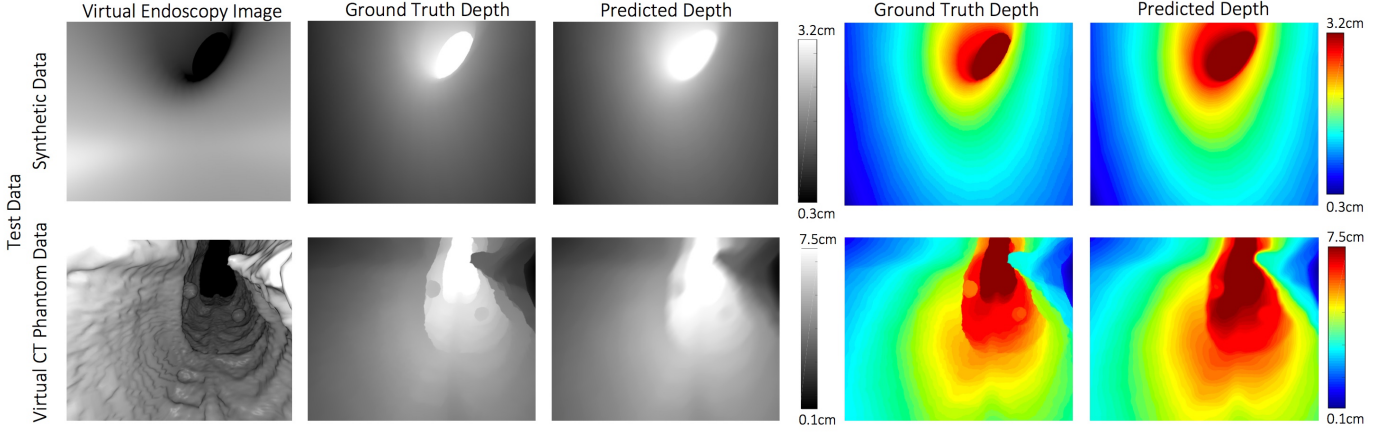 Virtual Endoscopy Image
Ground Truth Depth
Predicted Depth
Ground Truth Depth
Predicted Depth
Test Data
Synthetic Data
3.2cm
0.3cm
3.2cm
0.3cm
Virtual CT Phantom Data
7.5cm
0.1cm
7.5cm
0.1cm